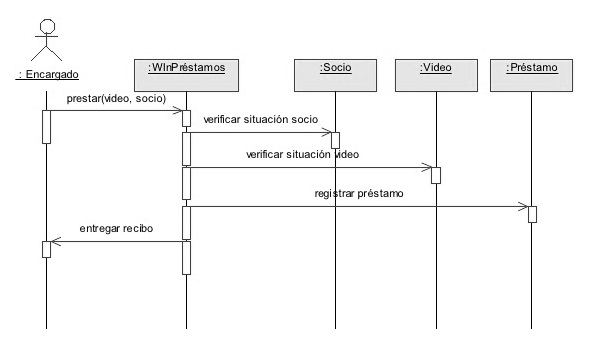 : Encargado
:WInPréstamos
:Socio
:Video
:Préstamo
prestar(video, socio)
verificar situación socio
verificar situación video
registrar préstamo
entregar recibo